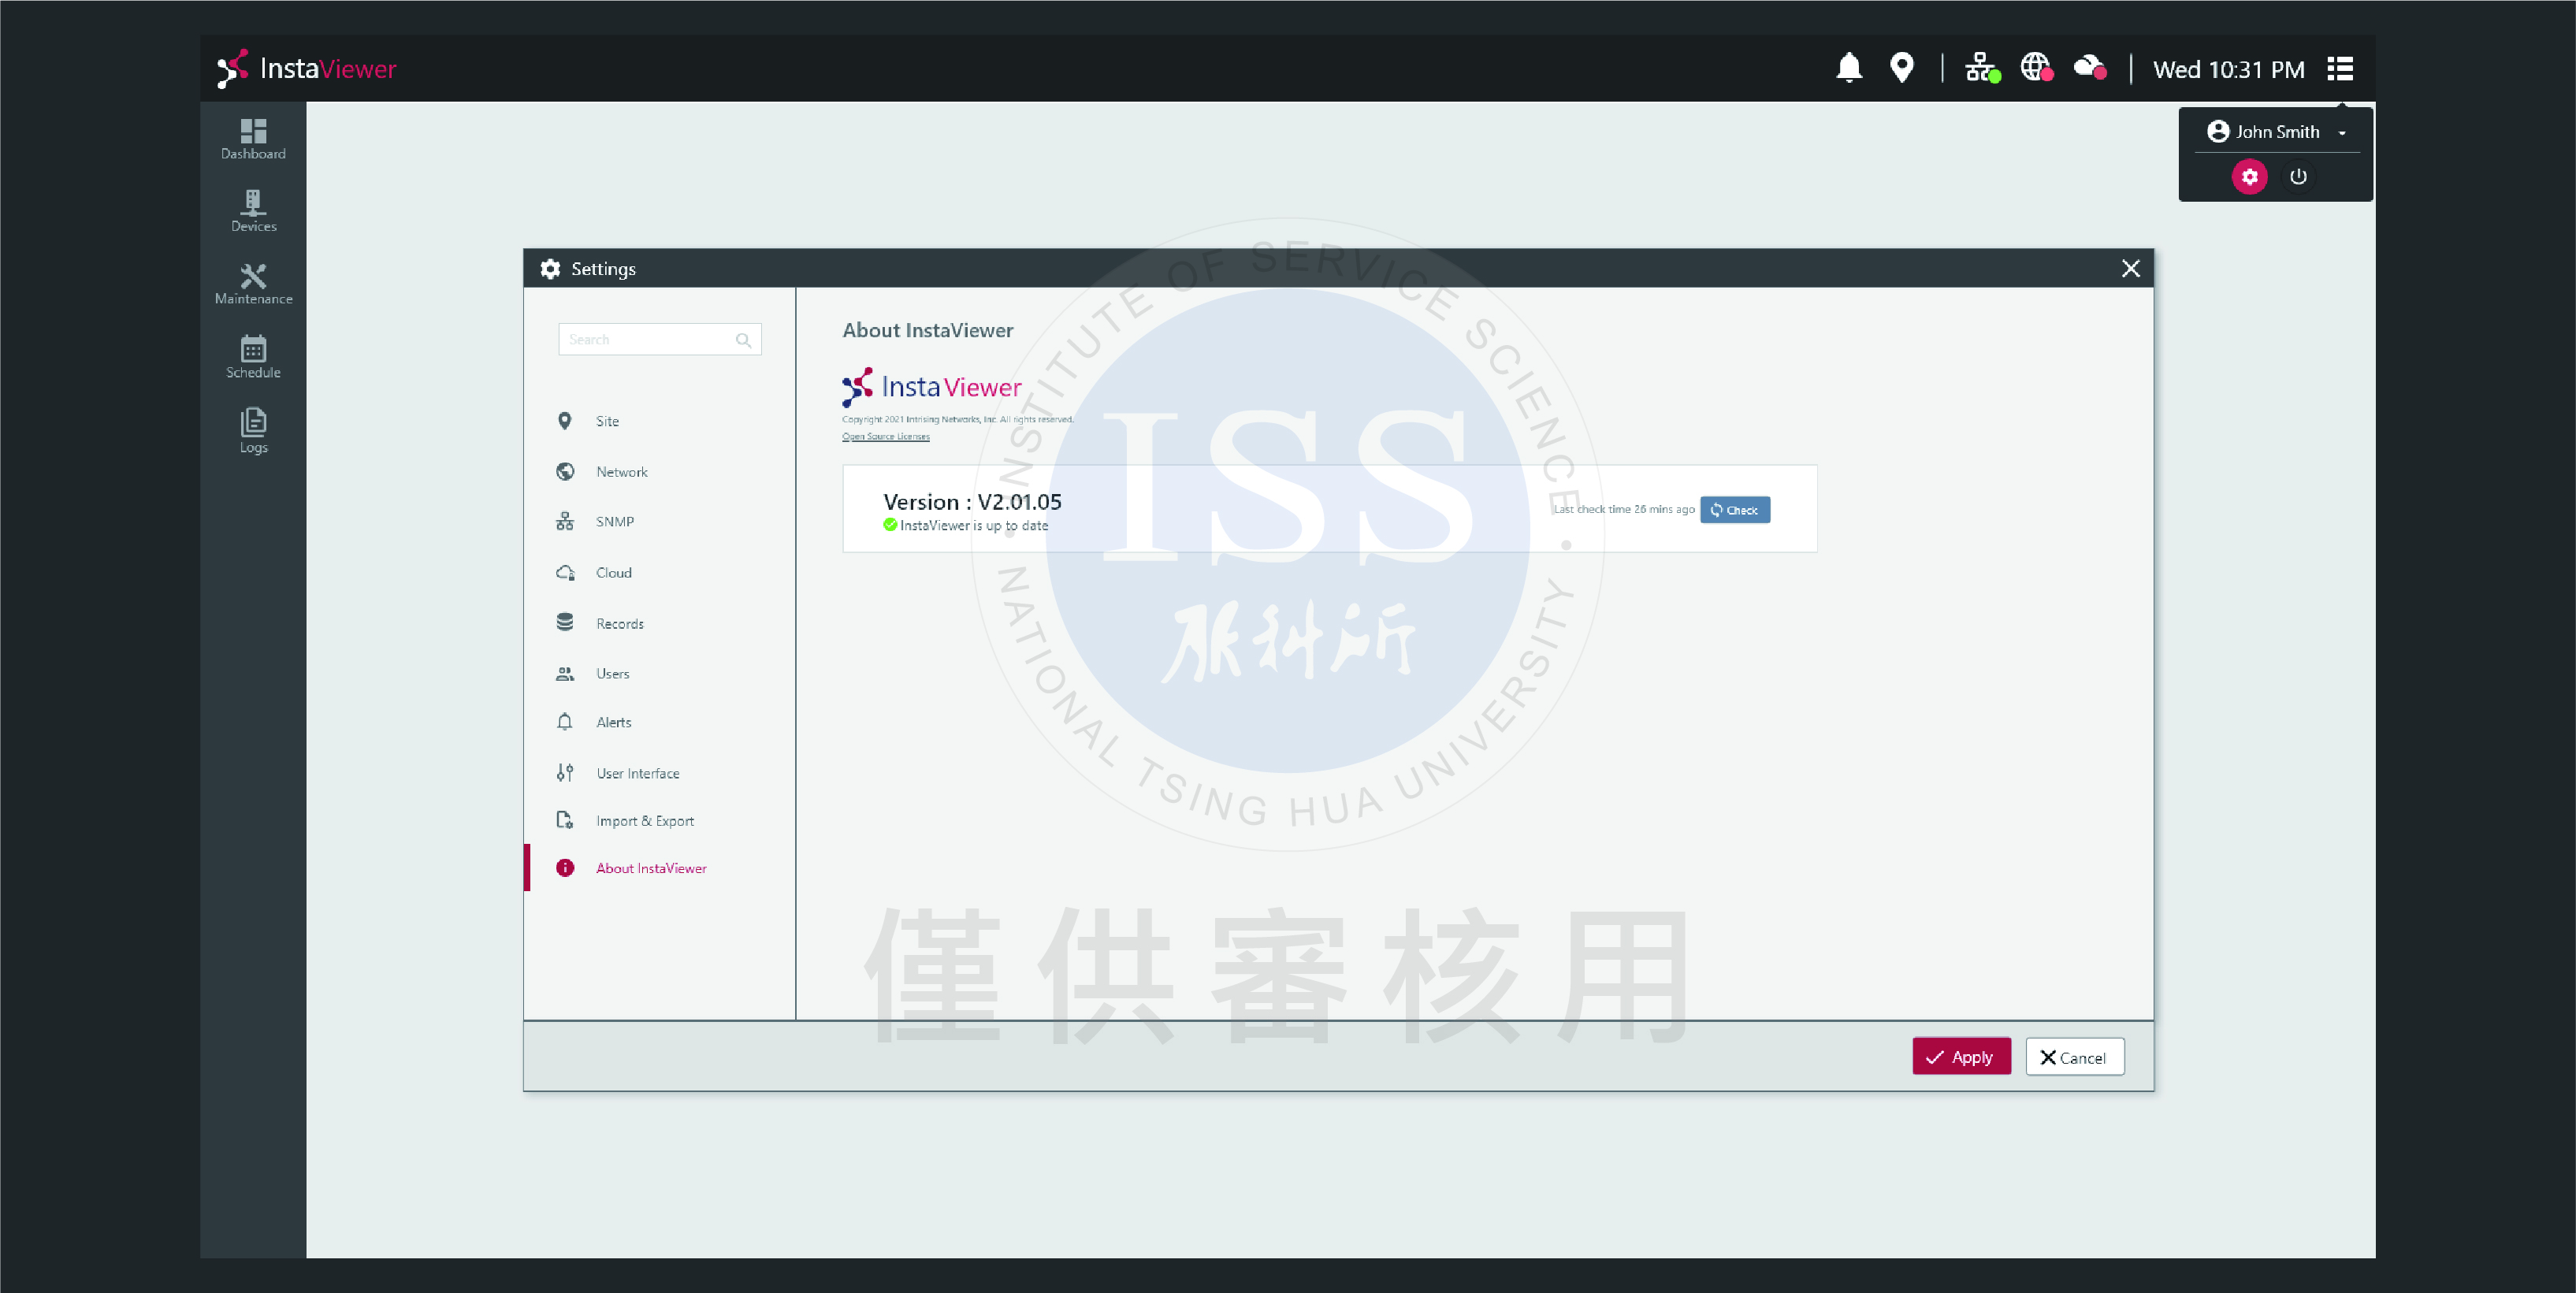 InstaViewer
Wed 10:31 PM
John Smith
Dashboard
Devices
Maintenance
Schedule
Logs
Settings
Search
Site
Network
SNMP
Cloud
Records
Users
Alerts
User Interface
Import & Export
About InstaViewer
About InstaViewer
InstaViewer
Copyright 2021 Intrising Networks, Inc. All rights reserved.
Open Source Licenses
Version : V2.01.05
InstaViewer is up to date
Last check time 26 mins ago
Check
Apply
Cancel
INSTITUTE OF SERVICE SCIENCE
ISS
服科所
NATIONAL TSING HUA UNIVERSITY
僅供審核用